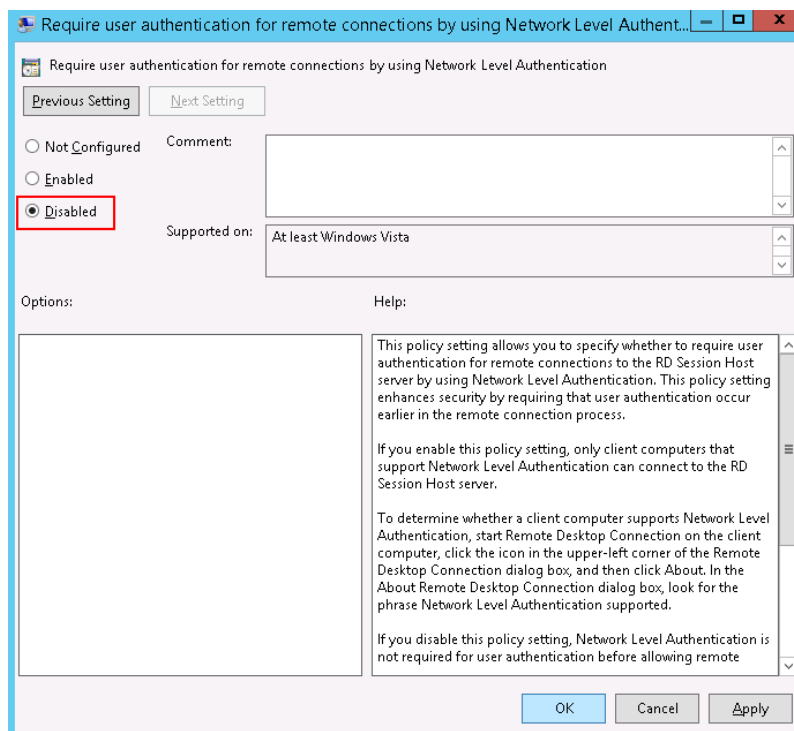 Require user authentication for remote connections by using Network Level Authent...
Require user authentication for remote connections by using Network Level Authentication
Previous Setting
Next Setting
Not Configured
Comment:
Enabled
Disabled
Supported on:
At least Windows Vista
Options:
Help:
This policy setting allows you to specify whether to require user
authentication for remote connections to the RD Session Host
server by using Network Level Authentication. This policy setting
enhances security by requiring that user authentication occur
earlier in the remote connection process.
If you enable this policy setting, only client computers that
support Network Level Authentication can connect to the RD
Session Host server.
To determine whether a client computer supports Network Level
Authentication, start Remote Desktop Connection on the client
computer, click the icon in the upper-left corner of the Remote
Desktop Connection dialog box, and then click About. In the
About Remote Desktop Connection dialog box, look for the
phrase Network Level Authentication supported.
If you disable this policy setting, Network Level Authentication is
not required for user authentication before allowing remote
OK
Cancel
Apply